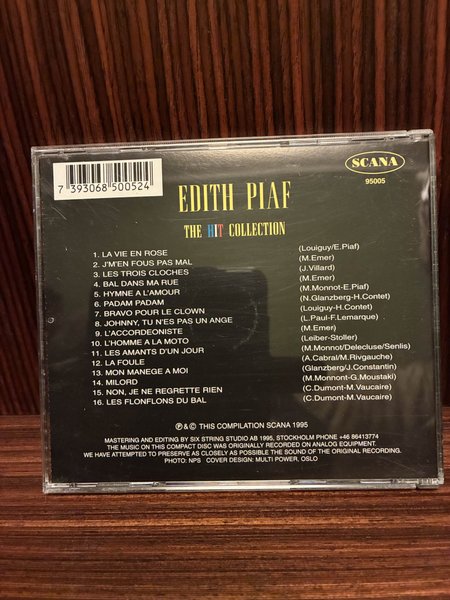 SCANA
95005
7 393068 500524
EDITH PIAF
THE HIT COLLECTION
1. LA VIE EN ROSE (Louiguy/E.Piaf)
2. J'M'EN FOUS PAS MAL (M.Emer)
3. LES TROIS CLOCHES (J.Villard)
4. BAL DANS MA RUE (M.Emer)
5. HYMNE A L'AMOUR (M.Monnot-E.Piaf)
6. PADAM PADAM (N.Glanzberg-H.Contet)
7. BRAVO POUR LE CLOWN (Louiguy-H.Contet)
8. JOHNNY, TU N'ES PAS UN ANGE (L.Paul-F.Lemarque)
9. L'ACCORDEONISTE (M.Emer)
10. L'HOMME A LA MOTO (Leiber-Stoller)
11. LES AMANTS D'UN JOUR (M.Monnot/Delecluse/Senlis)
12. LA FOULE (A.Cabral/M.Rivgauche)
13. MON MANEGE A MOI (Glanzberg/J.Constantin)
14. MILORD (M.Monnont-G.Moustaki)
15. NON, JE NE REGRETTE RIEN (C.Dumont-M.Vaucaire)
16. LES FLONFLONS DU BAL (C.Dumont-M.Vaucaire)
℗ & © THIS COMPILATION SCANA 1995
MASTERING AND EDITING BY SIX STRING STUDIO AB 1995, STOCKHOLM PHONE +46 86413774
THE MUSIC ON THIS COMPACT DISC WAS ORIGINALLY RECORDED ON ANALOG EQUIPMENT.
WE HAVE ATTEMPTED TO PRESERVE AS CLOSELY AS POSSIBLE THE SOUND OF THE ORIGINAL RECORDING.
PHOTO: NPS COVER DESIGN: MULTI POWER, OSLO